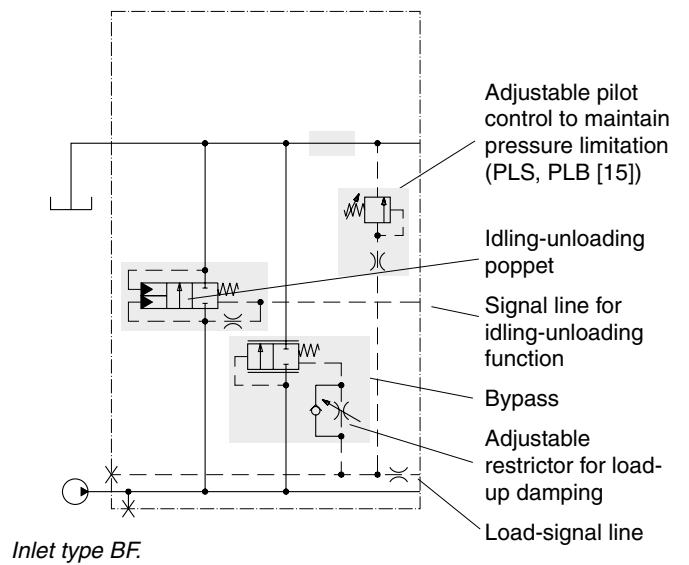 Adjustable pilot
control to maintain
pressure limitation
(PLS, PLB [15])
Idling-unloading
poppet
Signal line for
idling-unloading
function
Bypass
Adjustable
restrictor for load-
up damping
Load-signal line
Inlet type BF.